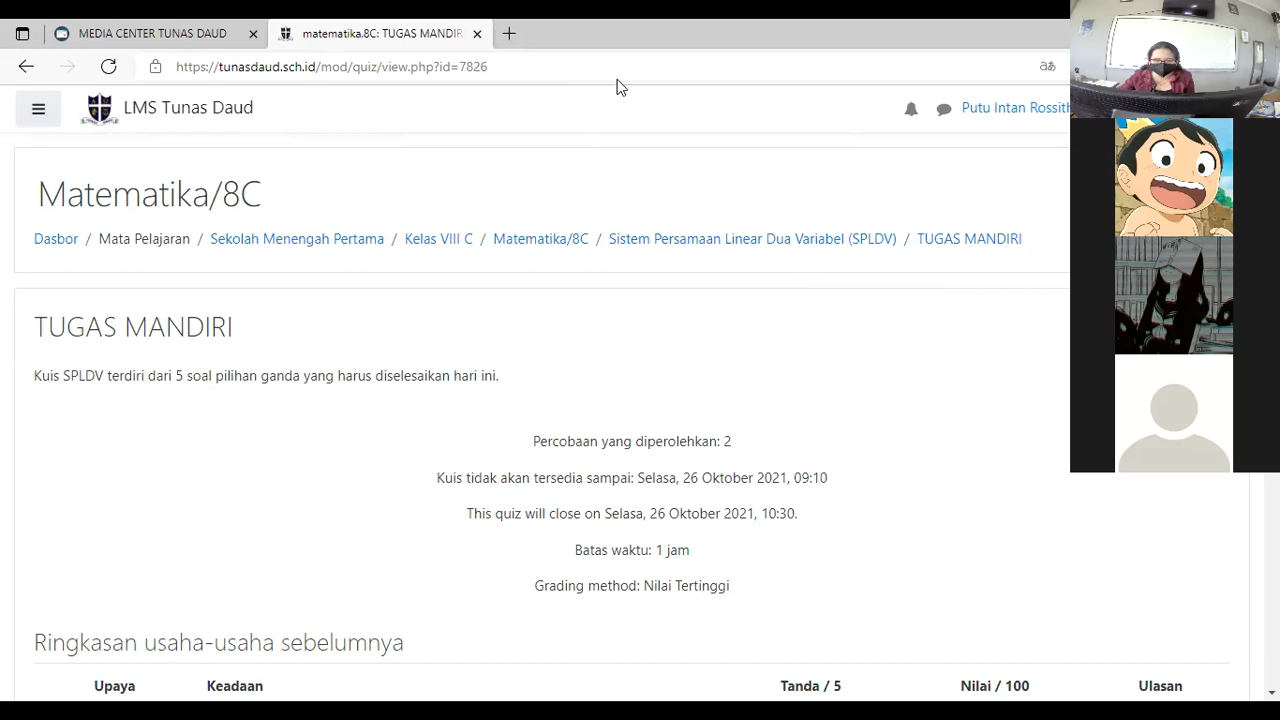 MEDIA CENTER TUNAS DAUD
matematika.8C: TUGAS MANDIR
https://tunasdaud.sch.id/mod/quiz/view.php?id=7826
LMS Tunas Daud
Putu Intan Rossith
Matematika/8C
Dasbor / Mata Pelajaran / Sekolah Menengah Pertama / Kelas VIII C / Matematika/8C / Sistem Persamaan Linear Dua Variabel (SPLDV) / TUGAS MANDIRI
TUGAS MANDIRI
Kuis SPLDV terdiri dari 5 soal pilihan ganda yang harus diselesaikan hari ini.
Percobaan yang diperolehkan: 2
Kuis tidak akan tersedia sampai: Selasa, 26 Oktober 2021, 09:10
This quiz will close on Selasa, 26 Oktober 2021, 10:30.
Batas waktu: 1 jam
Grading method: Nilai Tertinggi
Ringkasan usaha-usaha sebelumnya
Upaya Keadaan Tanda / 5 Nilai / 100 Ulasan